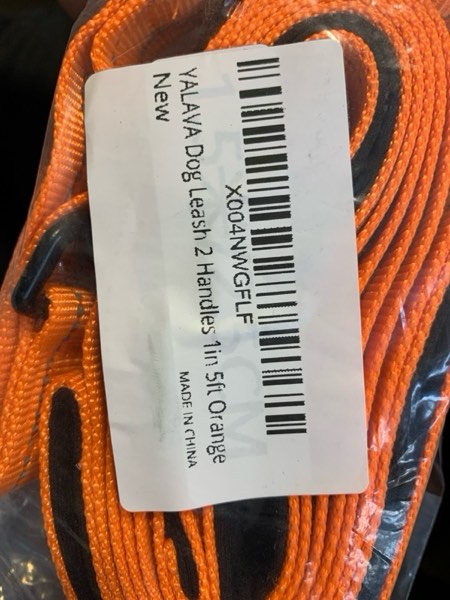 X004NWGFLF
YALAVA Dog Leash 2 Handles 1in 5ft Orange
New
MADE IN CHINA